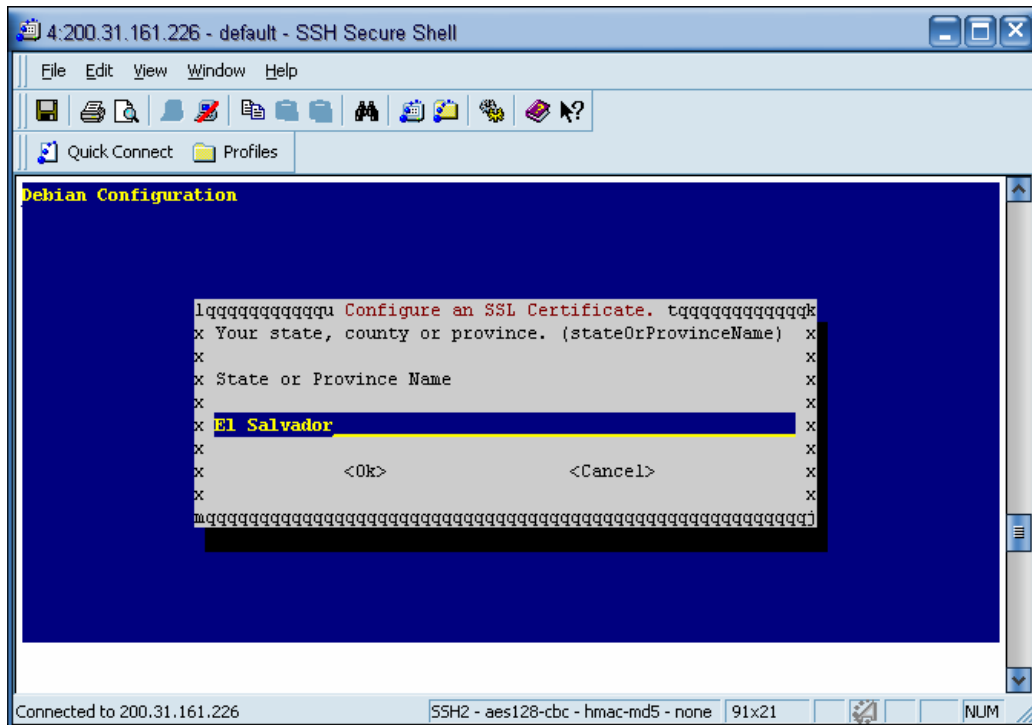 4:200.31.161.226 - default - SSH Secure Shell
File Edit View Window Help
Quick Connect Profiles
Debian Configuration
lqqqqqqqqqqqu Configure an SSL Certificate. tqqqqqqqqqqqqk
x Your state, county or province. (stateOrProvinceName) x
x x
x State or Province Name x
x x
x El Salvador x
x x
x <Ok> <Cancel> x
x x
mqqqqqqqqqqqqqqqqqqqqqqqqqqqqqqqqqqqqqqqqqqqqqqqqqqqqqqqqj
Connected to 200.31.161.226 SSH2 - aes128-cbc - hmac-md5 - none 91x21 NUM